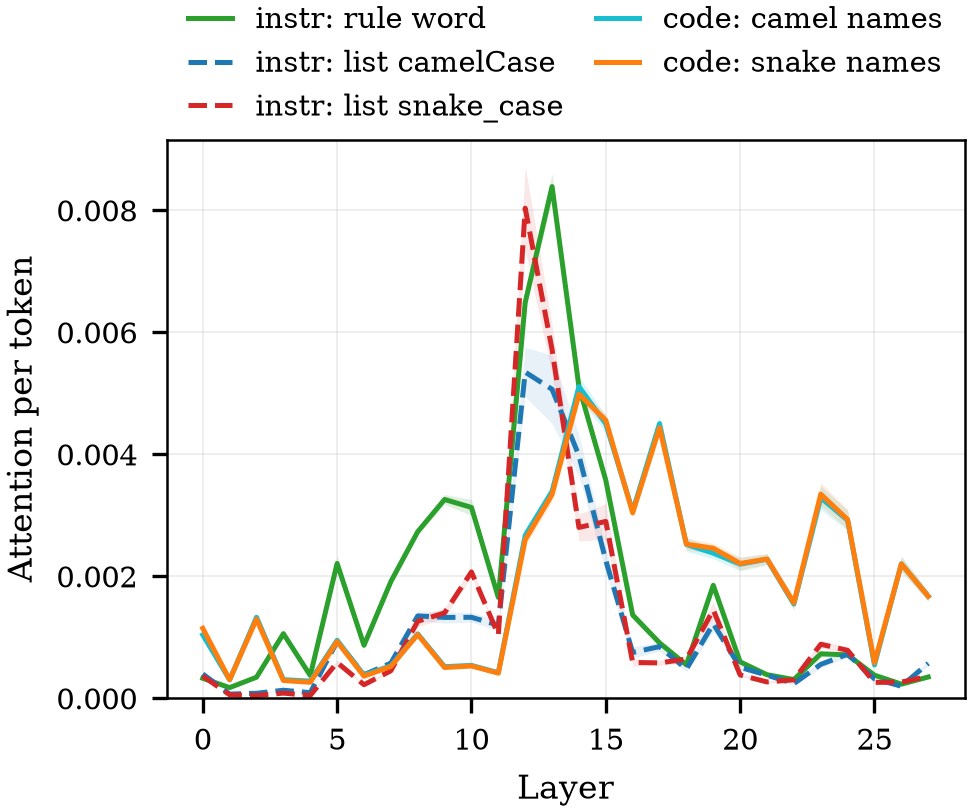 instr: rule word
instr: list camelCase
instr: list snake_case
code: camel names
code: snake names
Attention per token
0.008
0.006
0.004
0.002
0.000
0 5 10 15 20 25
Layer